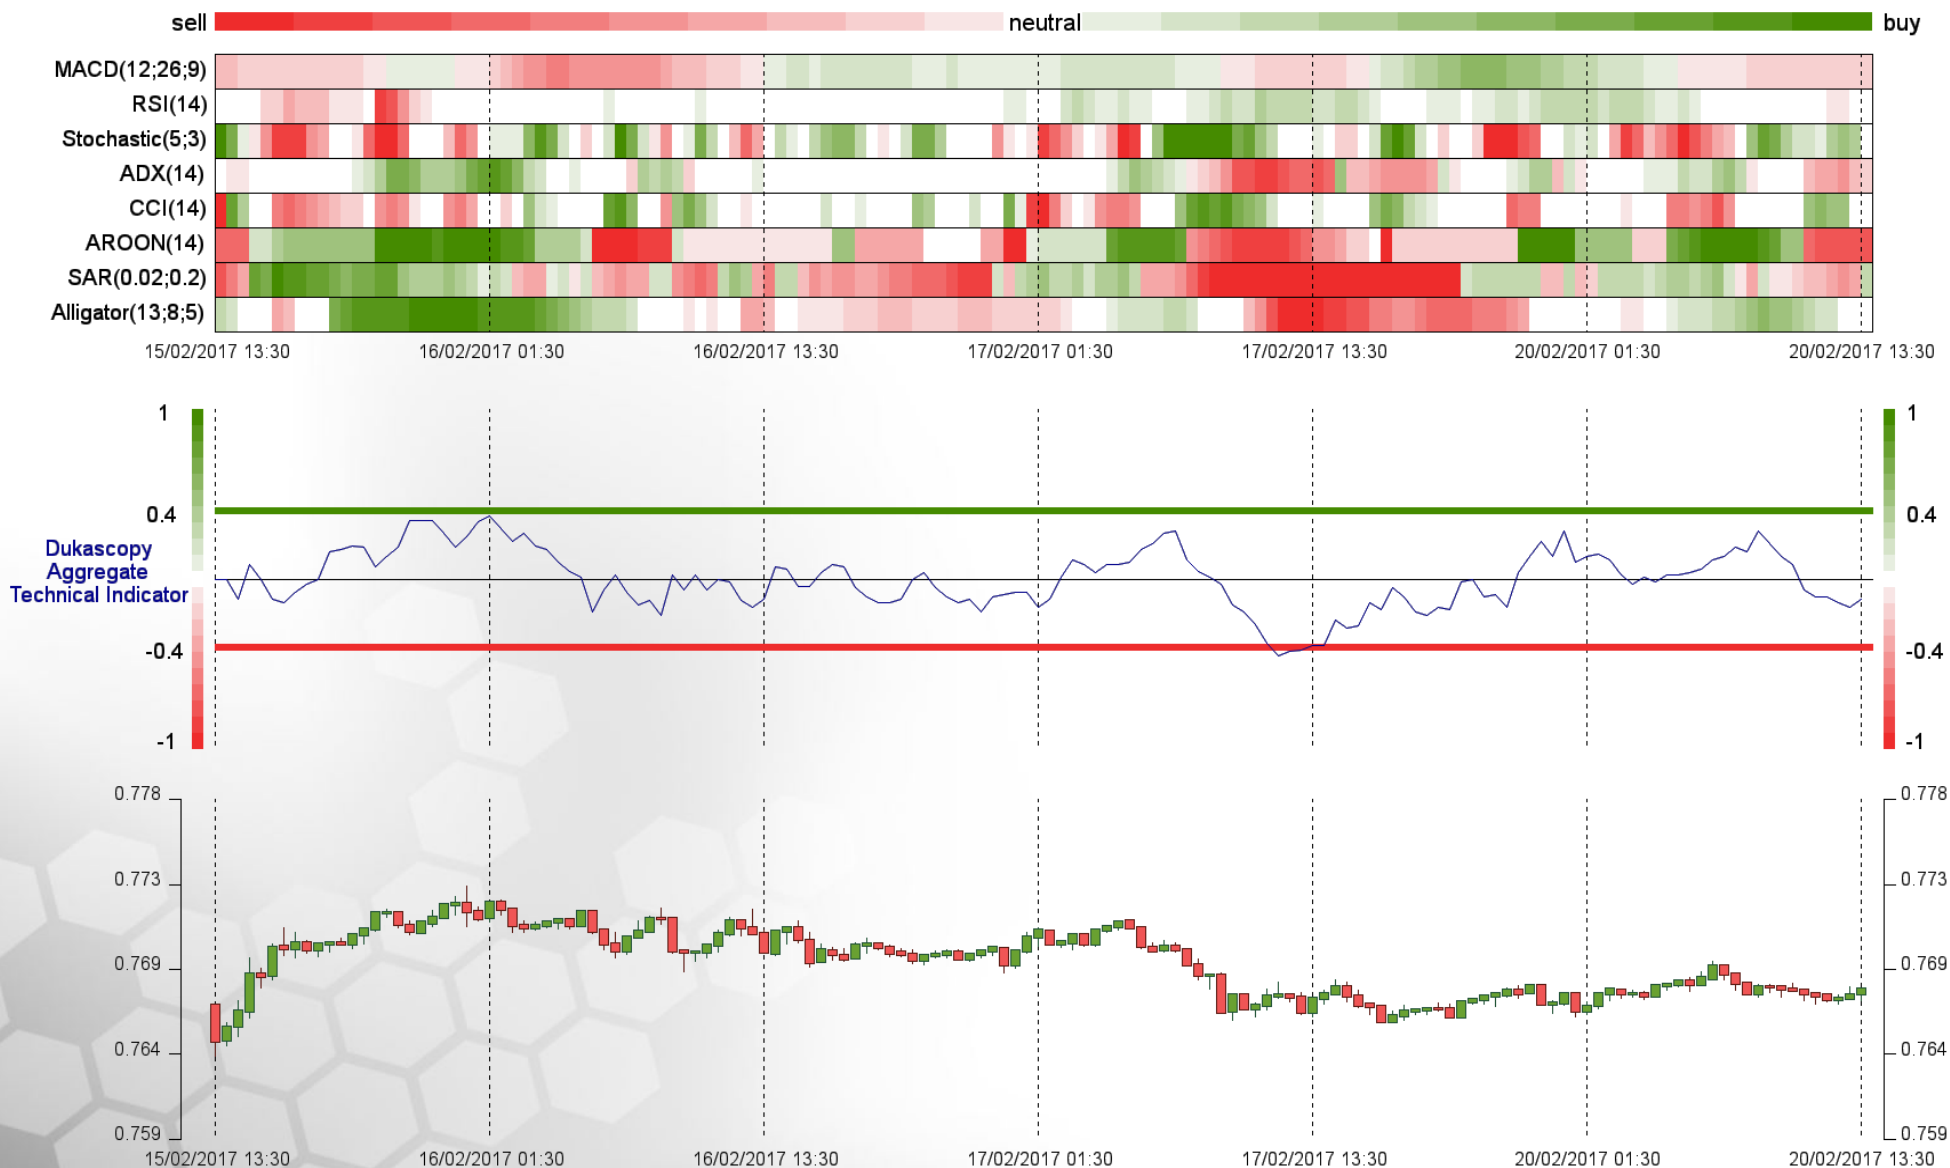 sell neutral buy
MACD(12;26;9)
RSI(14)
Stochastic(5;3)
ADX(14)
CCI(14)
AROON(14)
SAR(0.02;0.2)
Alligator(13;8;5)
15/02/2017 13:30 16/02/2017 01:30 16/02/2017 13:30 17/02/2017 01:30 17/02/2017 13:30 20/02/2017 01:30 20/02/2017 13:30
1 1
0.4 0.4
Dukascopy
Aggregate
Technical Indicator
-0.4 -0.4
-1 -1
0.778 0.778
0.773 0.773
0.769 0.769
0.764 0.764
0.759 0.759
15/02/2017 13:30 16/02/2017 01:30 16/02/2017 13:30 17/02/2017 01:30 17/02/2017 13:30 20/02/2017 01:30 20/02/2017 13:30